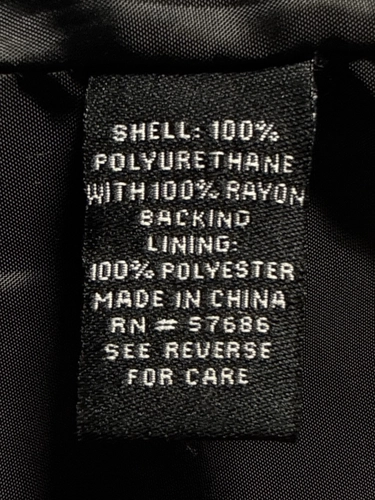 SHELL: 100%
POLYURETHANE
WITH 100% RAYON
BACKING
LINING:
100% POLYESTER
MADE IN CHINA
RN # 57686
SEE REVERSE
FOR CARE